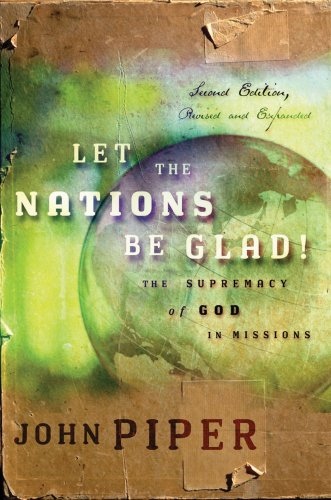 Second Edition,
Revised and Expanded
LET THE
NATIONS
BE GLAD!
THE SUPREMACY
of GOD
IN MISSIONS
JOHN PIPER